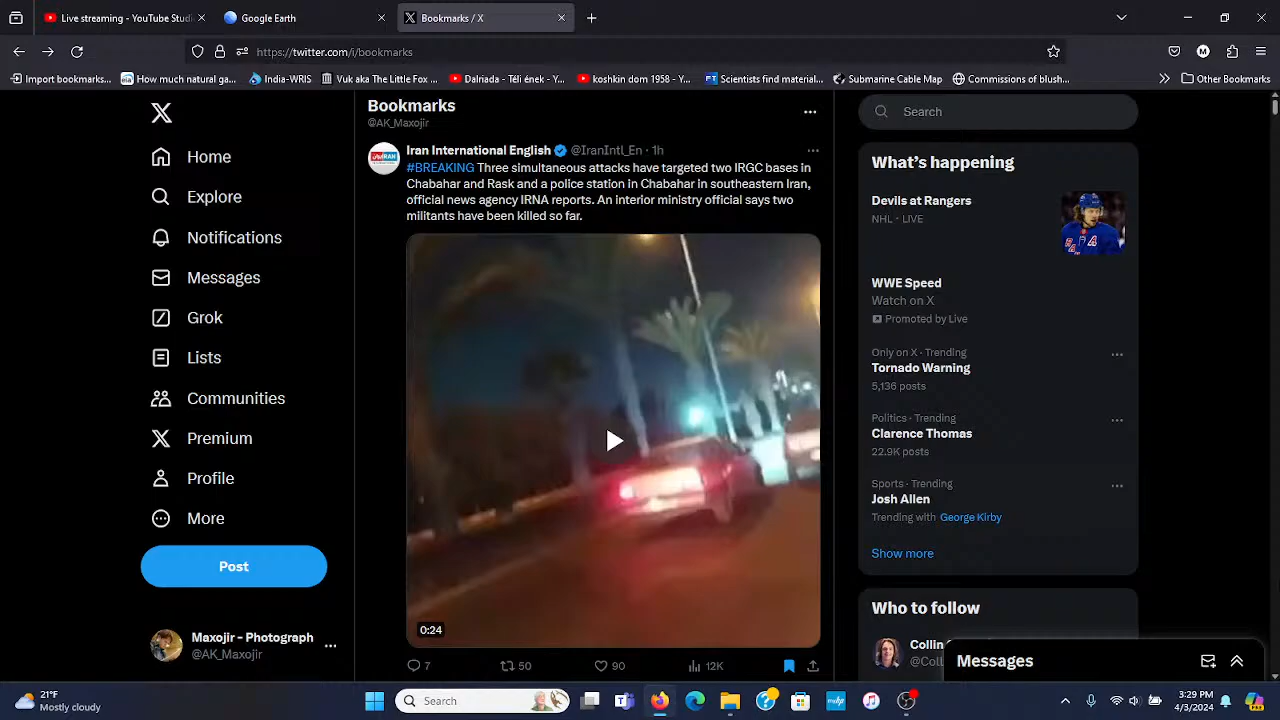 Live streaming - YouTube Studi
Google Earth
Bookmarks / X
https://twitter.com/i/bookmarks
Import bookmarks...
How much natural ga...
India-WRIS
Vuk aka The Little Fox ...
Dalriada - Téli ének - Y...
koshkin dom 1958 - Y...
Scientists find material...
Submarine Cable Map
Commissions of blush...
Other Bookmarks
Home
Explore
Notifications
Messages
Grok
Lists
Communities
Premium
Profile
More
Post
Maxojir - Photograph
@AK_Maxojir
Bookmarks
@AK_Maxojir
Iran International English @IranIntl_En · 1h
#BREAKING Three simultaneous attacks have targeted two IRGC bases in
Chabahar and Rask and a police station in Chabahar in southeastern Iran,
official news agency IRNA reports. An interior ministry official says two
militants have been killed so far.
0:24
7 50 90 12K
Search
What's happening
Devils at Rangers
NHL · LIVE
WWE Speed
Watch on X
Promoted by Live
Only on X · Trending
Tornado Warning
5,136 posts
Politics · Trending
Clarence Thomas
22.9K posts
Sports · Trending
Josh Allen
Trending with George Kirby
Show more
Who to follow
Collin
@Coll
Messages
21°F
Mostly cloudy
Search
3:29 PM
4/3/2024